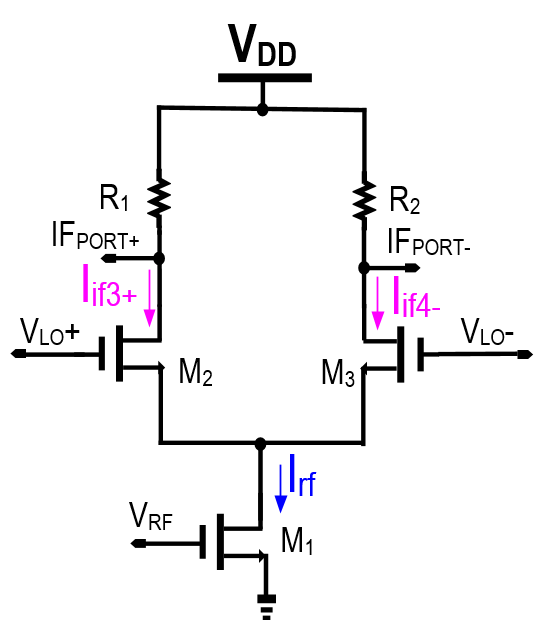 VDD
R1
R2
IFPORT+
IFPORT-
Iif3+
Iif4-
VLO+
VLO-
M2
M3
Irf
VRF
M1